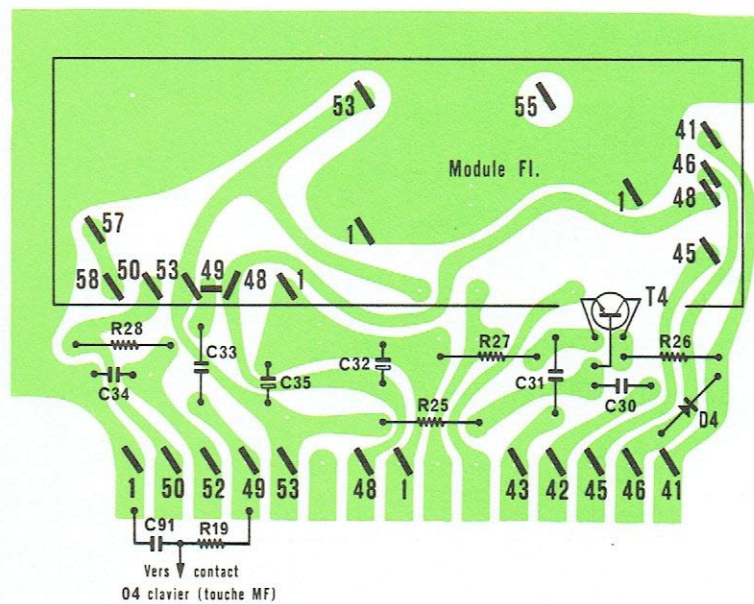 53
55
41
Module FI.
46
1
48
57
1
45
58
50
53
49
48
1
T4
R28
C33
C32
R27
R26
C34
C35
C31
C30
R25
D4
1
50
52
49
53
48
1
43
42
45
46
41
C91
R19
Vers contact
04 clavier (touche MF)